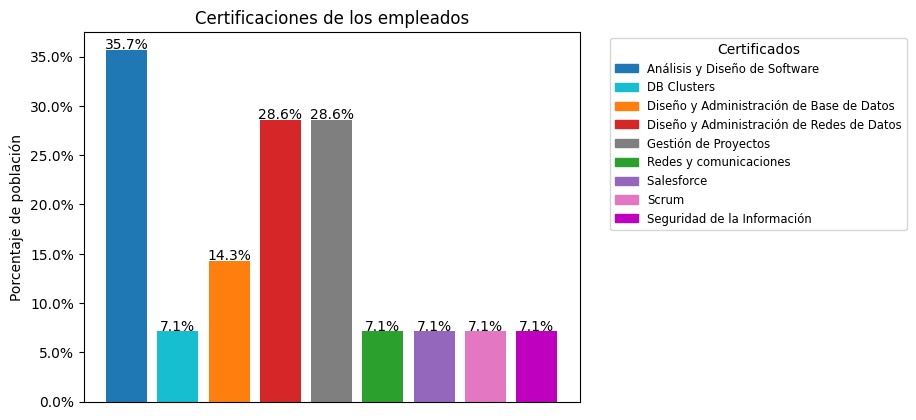 Certificaciones de los empleados
Porcentaje de población
35.0%
30.0%
25.0%
20.0%
15.0%
10.0%
5.0%
0.0%
35.7%
7.1%
14.3%
28.6%
28.6%
7.1%
7.1%
7.1%
7.1%
Certificados
Análisis y Diseño de Software
DB Clusters
Diseño y Administración de Base de Datos
Diseño y Administración de Redes de Datos
Gestión de Proyectos
Redes y comunicaciones
Salesforce
Scrum
Seguridad de la Información